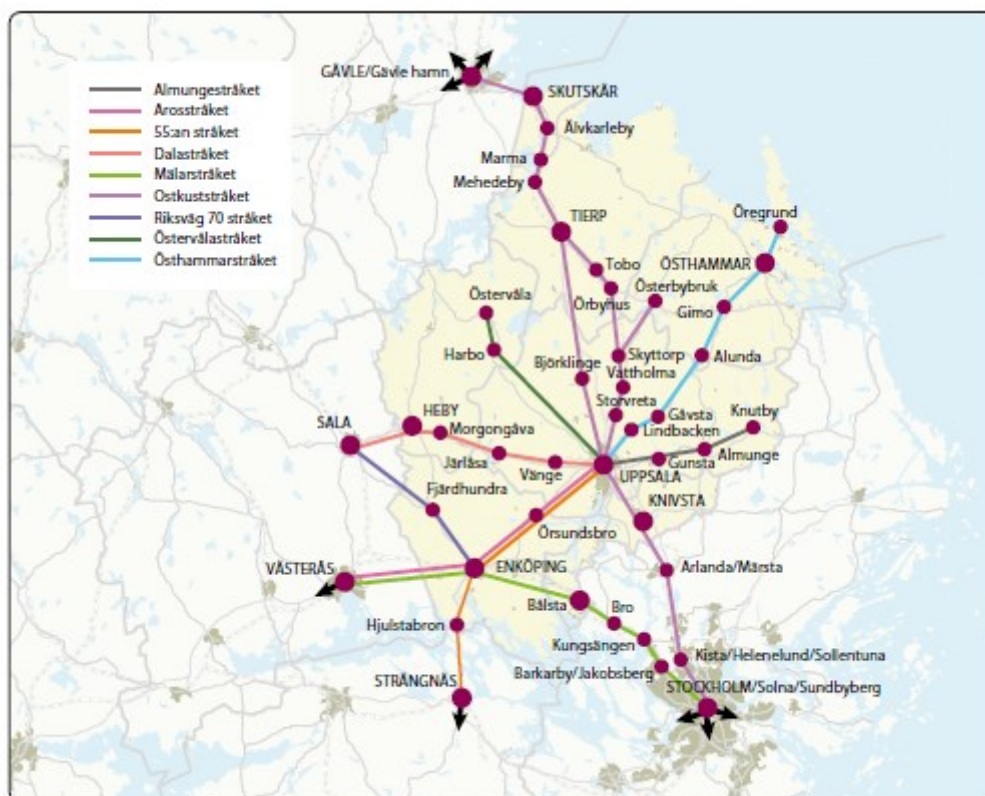 GÄVLE/Gävle hamn
SKUTSKÄR
Almungestråket
Arosstråket
55:an stråket
Dalastråket
Mälarstråket
Ostkuststråket
Riksväg 70 stråket
Östervålastråket
Östhammarstråket
Älvkarleby
Marma
Mehedeby
TIERP
Öregrund
ÖSTHAMMAR
Tobo
Österbybruk
Örbyhus
Gimo
Östervåla
Harbo
Björklinge
Skyttorp
Vattholma
Alunda
Storvreta
Gåvsta
Knutby
Lindbacken
HEBY
SALA
Morgongåva
Järlåsa
Vänge
UPPSALA
Gunsta
Almunge
Fjärdhundra
KNIVSTA
Örsundsbro
VÄSTERÅS
ENKÖPING
Arlanda/Märsta
Bålsta
Bro
Hjulstabron
Kungsängen
Kista/Helenelund/Sollentuna
Barkarby/Jakobsberg
STRÄNGNÄS
STOCKHOLM/Solna/Sundbyberg